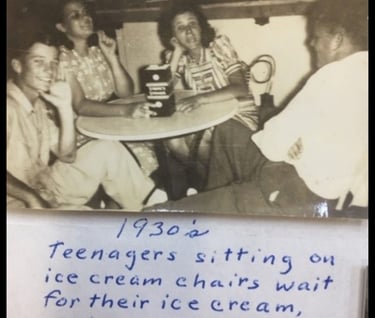 1930's
Teenagers sitting on
ice cream chairs wait
for their ice cream,